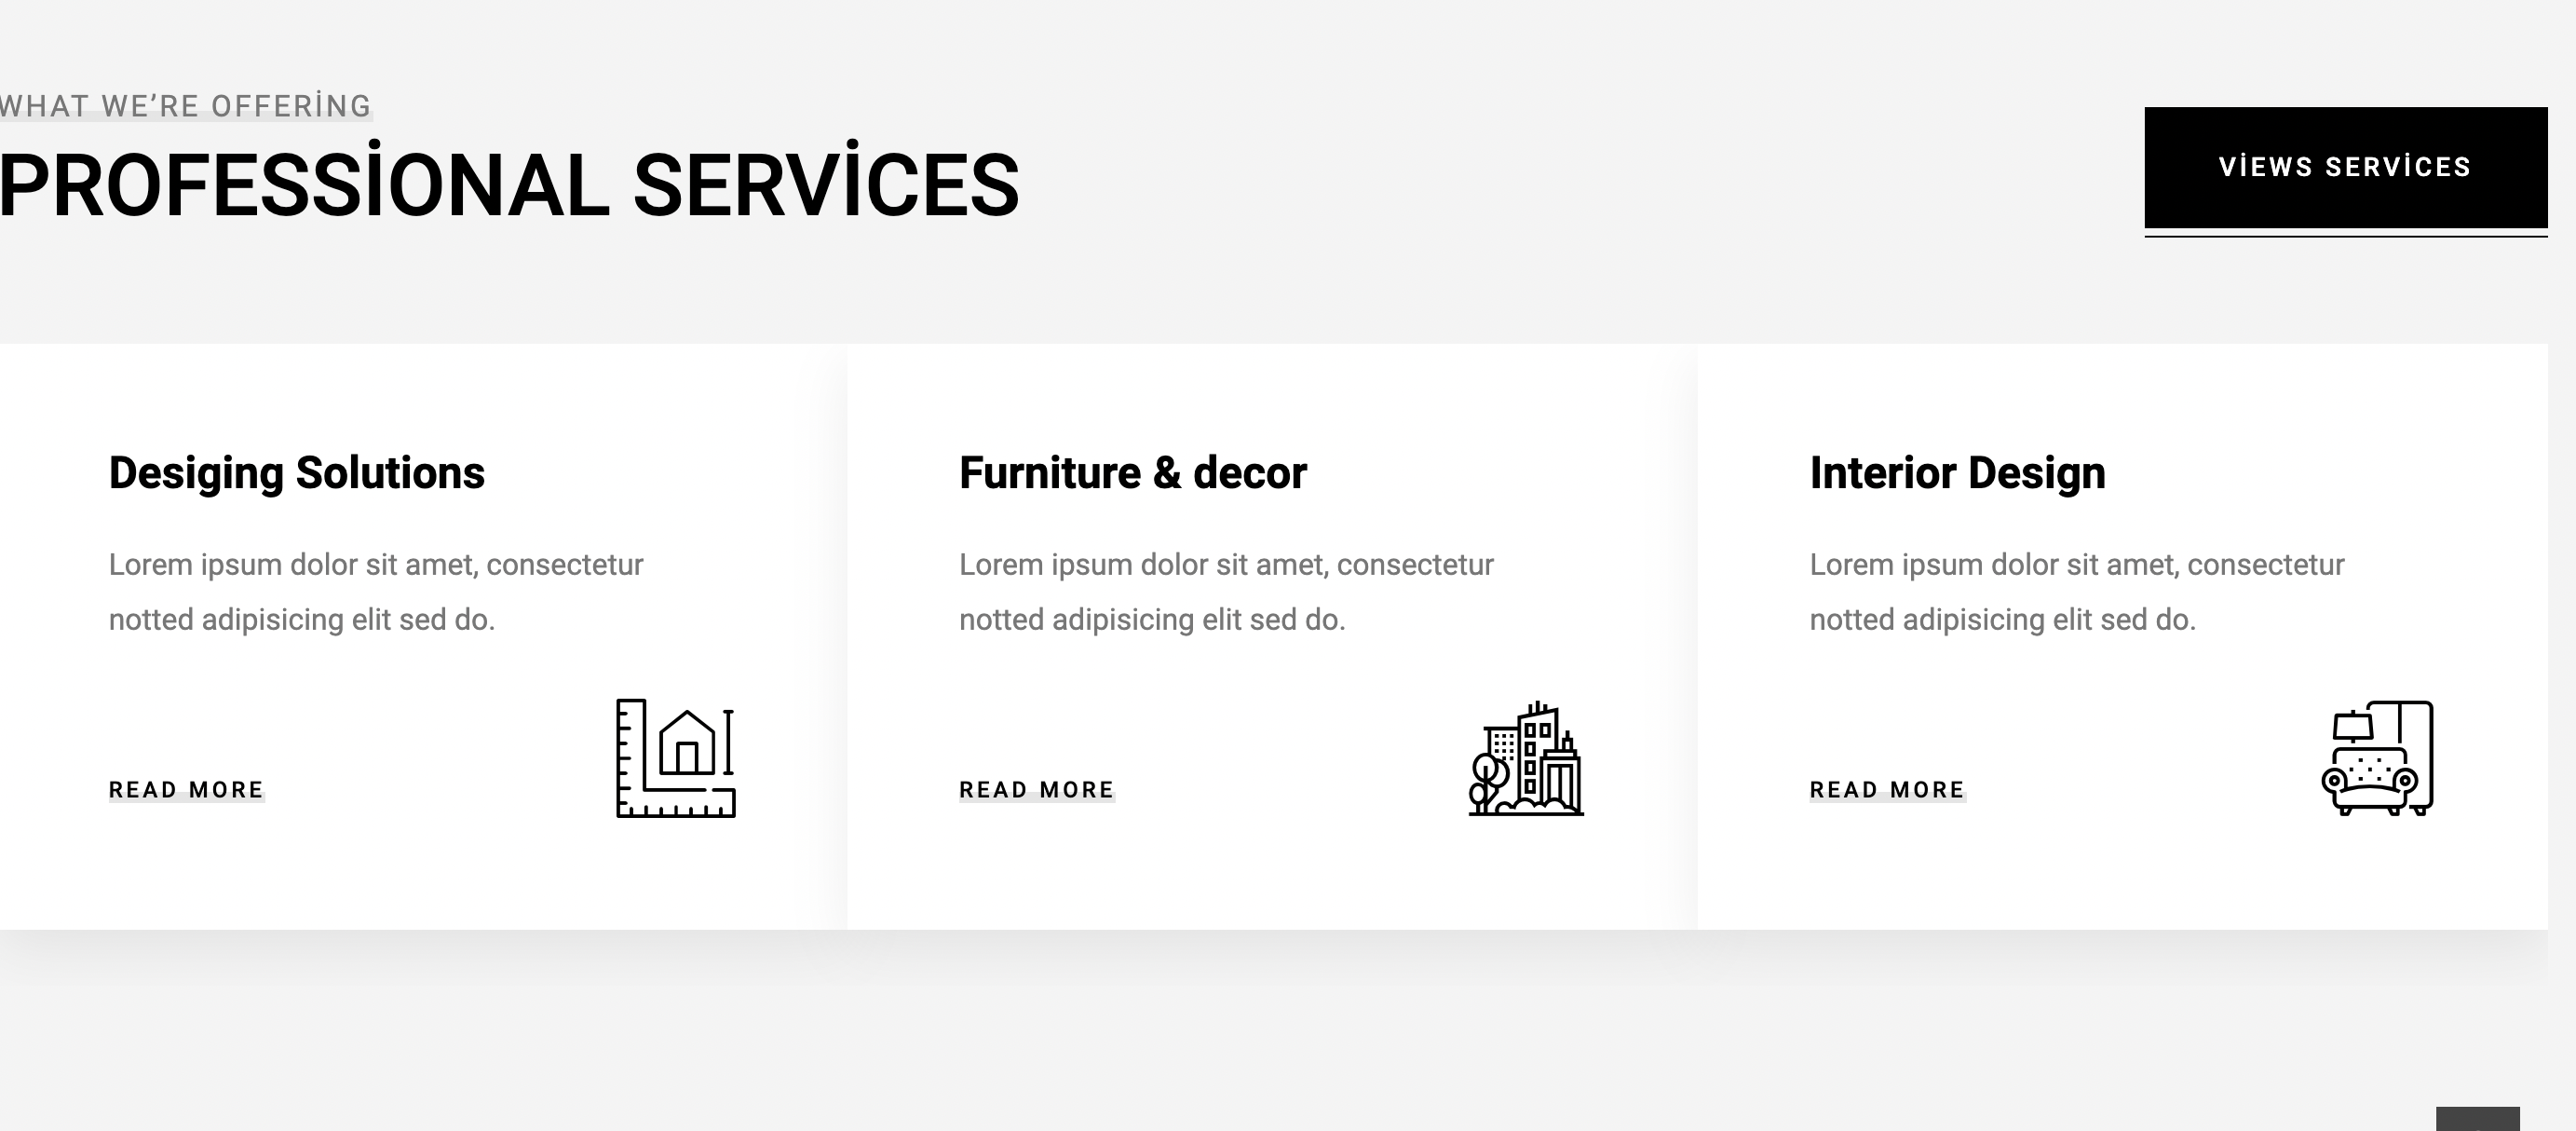 WHAT WE’RE OFFERİNG
PROFESSİONAL SERVİCES
VİEWS SERVİCES
Desiging Solutions
Lorem ipsum dolor sit amet, consectetur
notted adipisicing elit sed do.
READ MORE
Furniture & decor
Lorem ipsum dolor sit amet, consectetur
notted adipisicing elit sed do.
READ MORE
Interior Design
Lorem ipsum dolor sit amet, consectetur
notted adipisicing elit sed do.
READ MORE